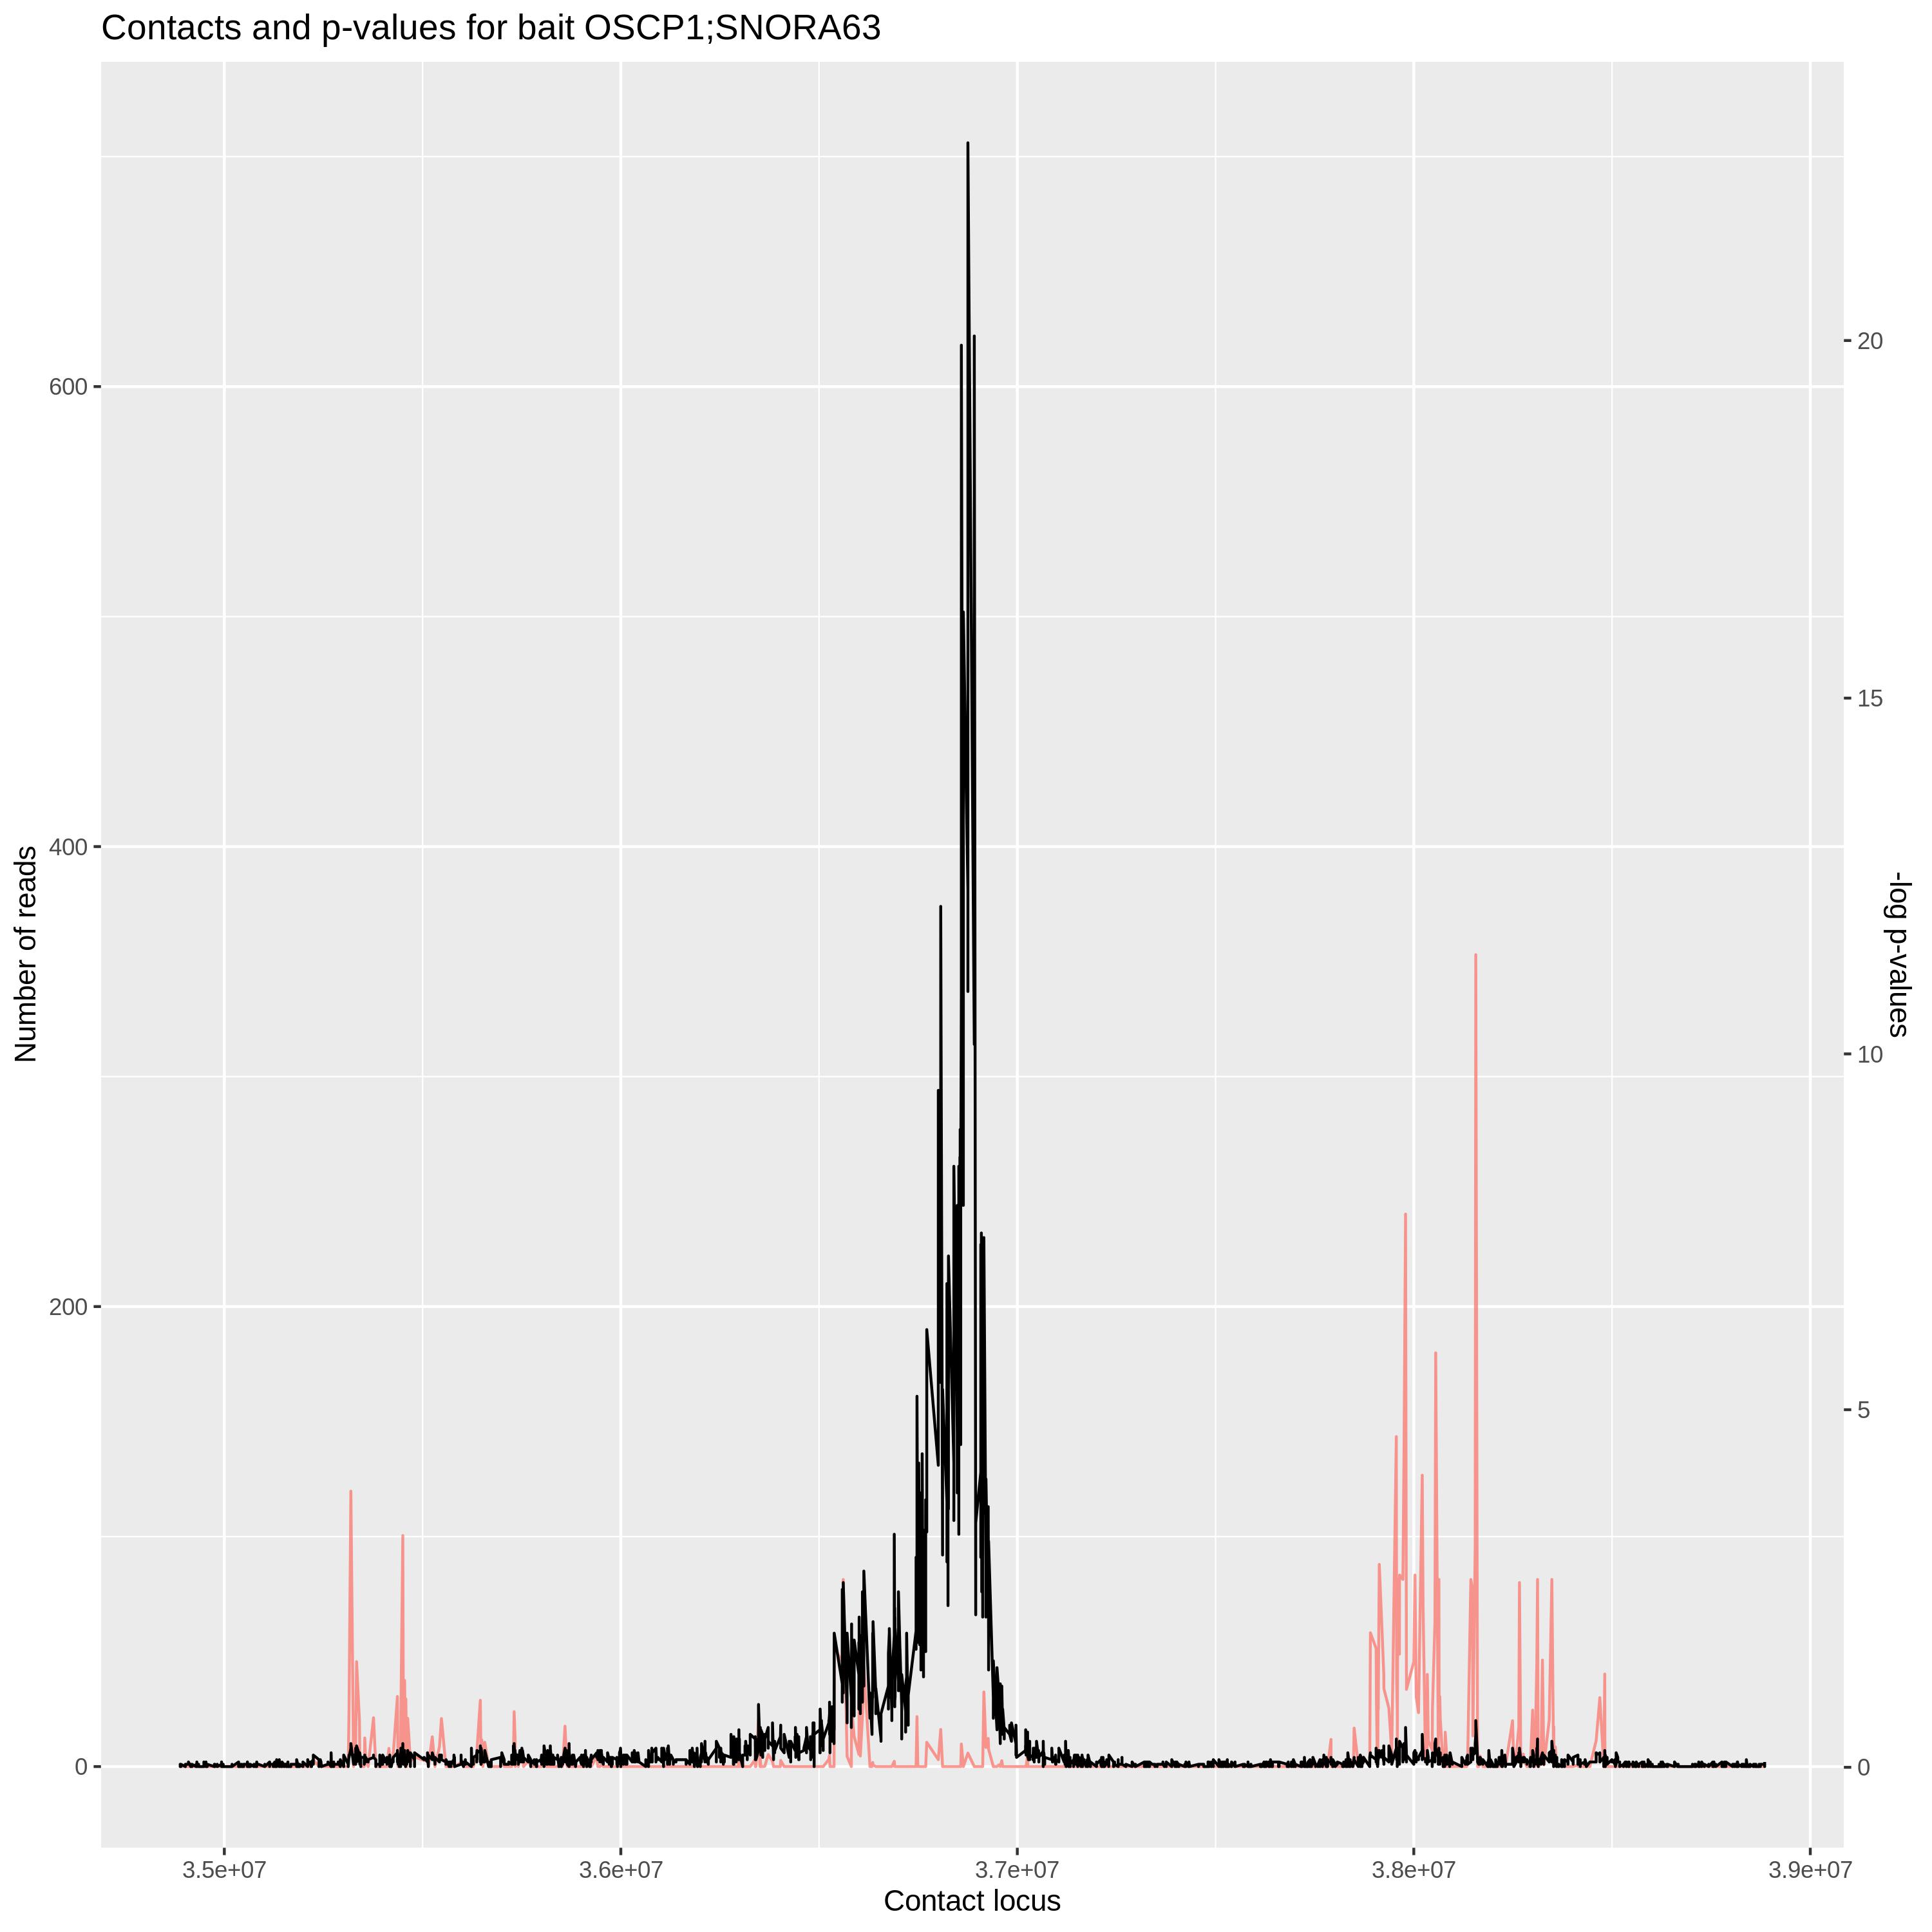 Contacts and p-values for bait OSCP1;SNORA63
Number of reads
600
400
200
0
20
15
10
5
0
-log p-values
3.5e+07
3.6e+07
3.7e+07
3.8e+07
3.9e+07
Contact locus